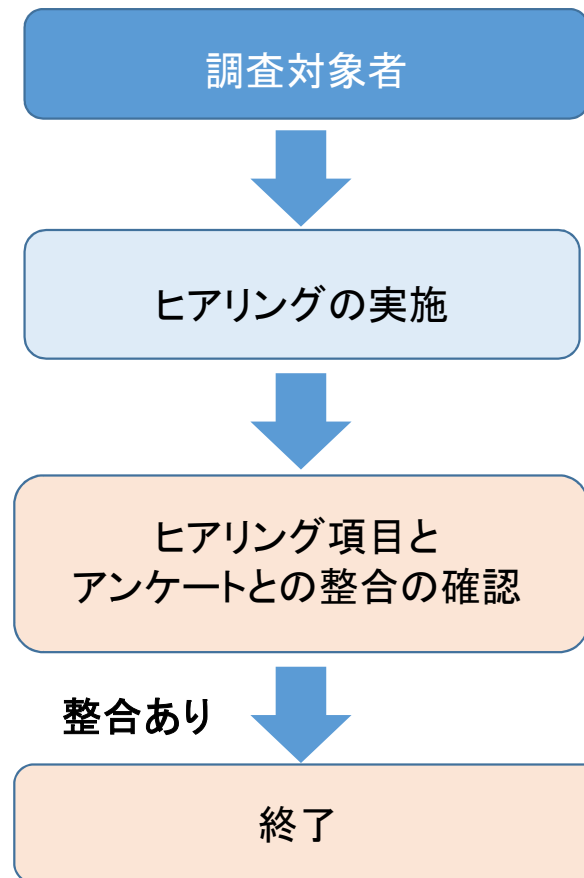 調査対象者
ヒアリングの実施
ヒアリング項目と
アンケートとの整合の確認
整合あり
終了